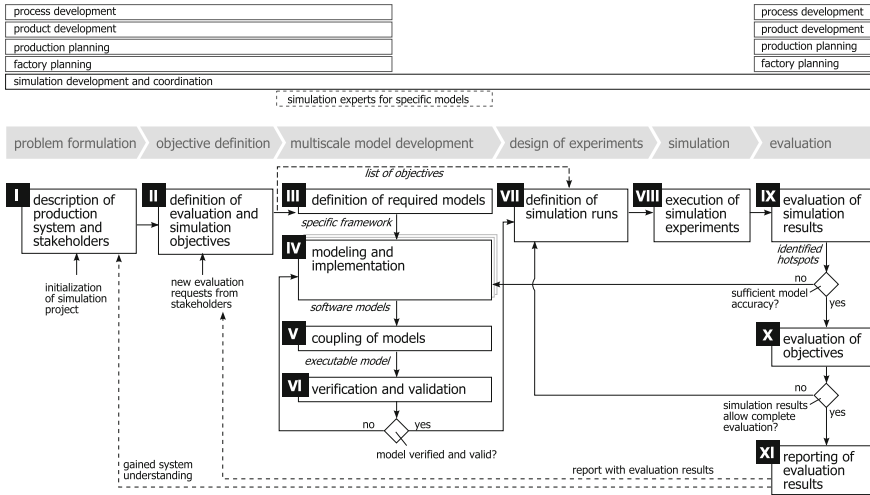 process development
product development
production planning
factory planning
simulation development and coordination
simulation experts for specific models
process development
product development
production planning
factory planning
problem formulation
objective definition
multiscale model development
design of experiments
simulation
evaluation
list of objectives
I
description of
production
system and
stakeholders
initialization
of simulation
project
II
definition of
evaluation and
simulation
objectives
new evaluation
requests from
stakeholders
III
definition of required models
specific framework
IV
modeling and
implementation
software models
V
coupling of models
executable model
VI
verification and validation
no
yes
model verified and valid?
VII
definition of
simulation runs
VIII
execution of
simulation
experiments
IX
evaluation of
simulation
results
identified
hotspots
no
sufficient model
accuracy?
yes
X
evaluation of
objectives
no
simulation results
allow complete
evaluation?
yes
XI
reporting of
evaluation
results
report with evaluation results
gained system
understanding